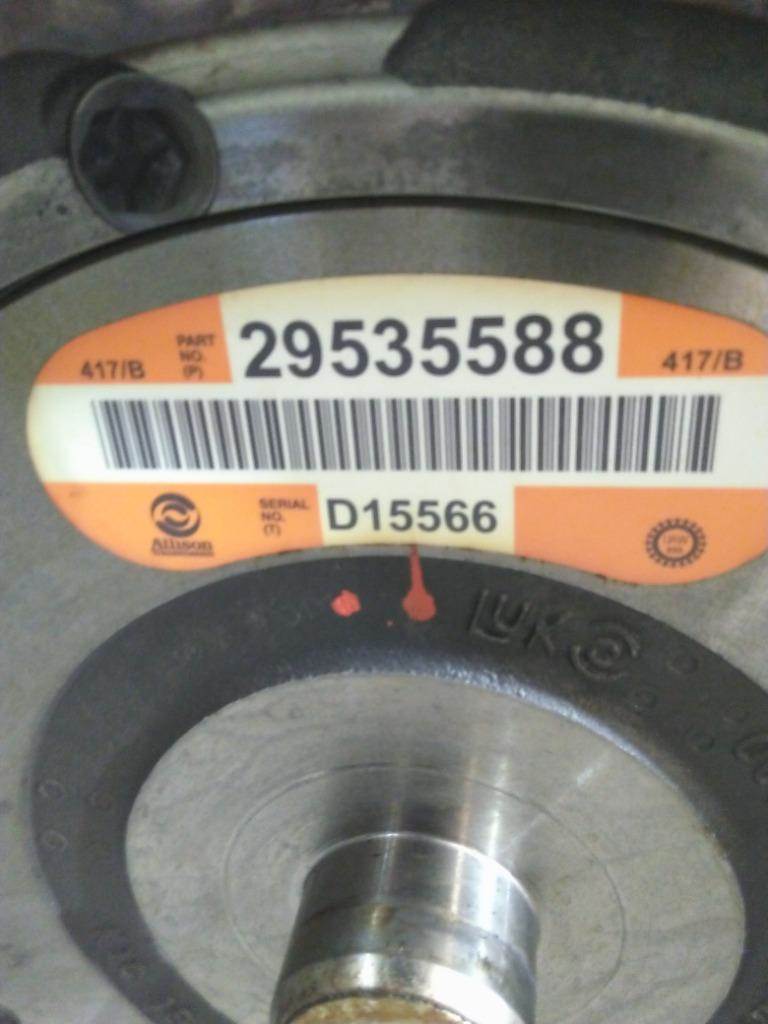 417/B
PART
NO.
(P)
29535588
417/B
Allison
SERIAL
NO.
(T)
D15566
LUK